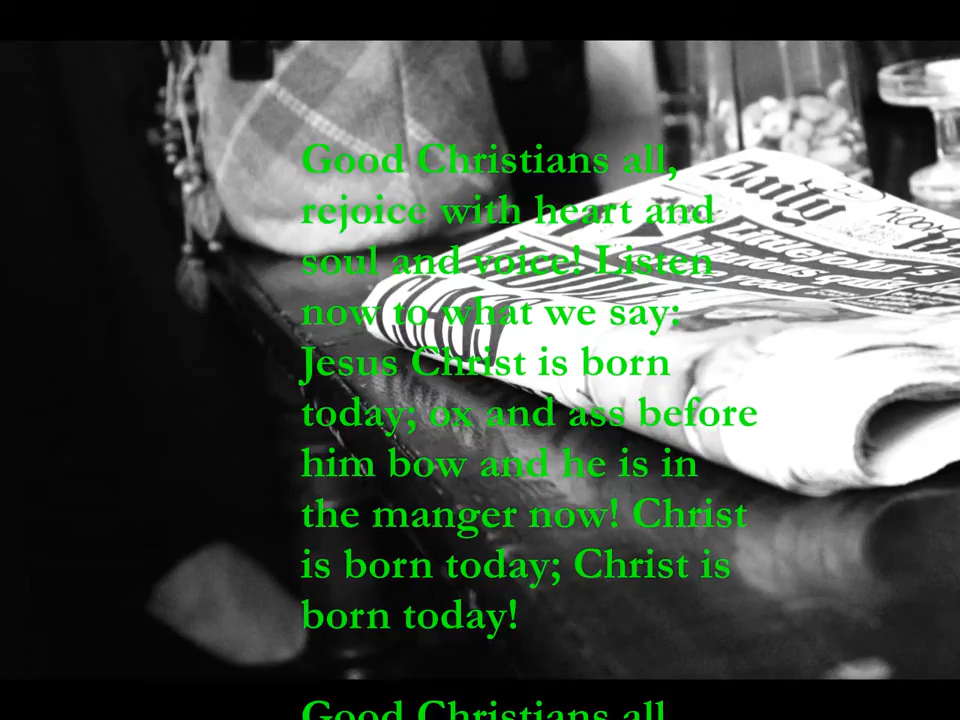 Good Christians all,
rejoice with heart and
soul and voice! Listen
now to what we say:
Jesus Christ is born
today; ox and ass before
him bow and he is in
the manger now! Christ
is born today; Christ is
born today!
Good Christians all,
Daily